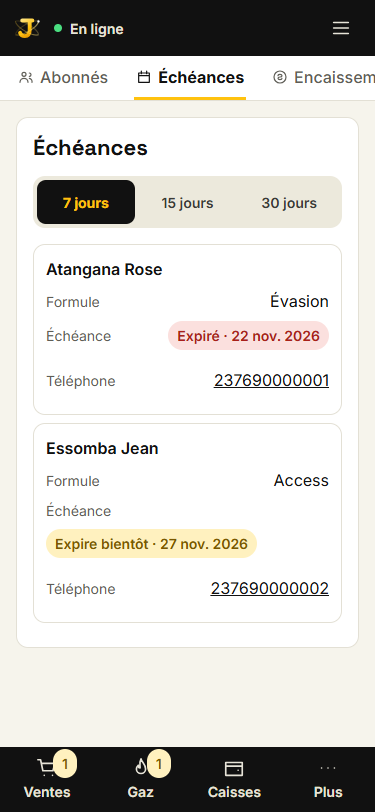 J
En ligne
Abonnés
Échéances
Encaissem
Échéances
7 jours
15 jours
30 jours
Atangana Rose
Formule
Évasion
Échéance
Expiré · 22 nov. 2026
Téléphone
237690000001
Essomba Jean
Formule
Access
Échéance
Expire bientôt · 27 nov. 2026
Téléphone
237690000002
1
1
Ventes
Gaz
Caisses
Plus